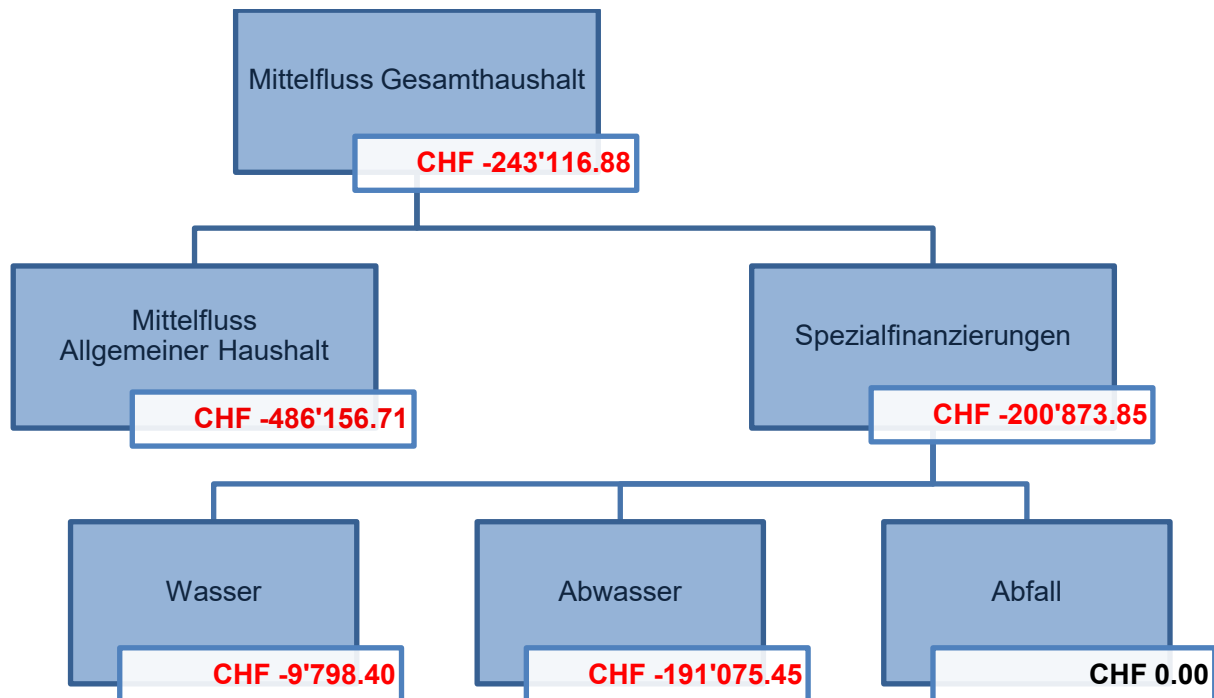 Mittelfluss Gesamthaushalt
CHF -243'116.88
Mittelfluss
Allgemeiner Haushalt
CHF -486'156.71
Spezialfinanzierungen
CHF -200'873.85
Wasser
CHF -9'798.40
Abwasser
CHF -191'075.45
Abfall
CHF 0.00